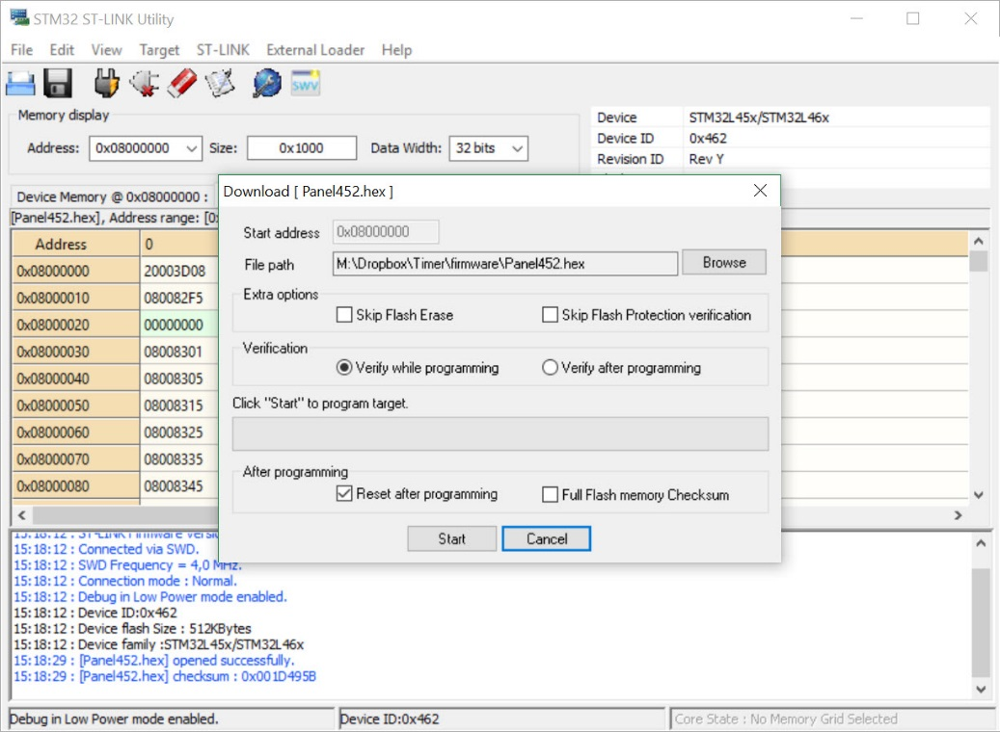 STM32 ST-LINK Utility
File Edit View Target ST-LINK External Loader Help
SWV
Memory display
Address: 0x08000000 Size: 0x1000 Data Width: 32 bits
Device STM32L45x/STM32L46x
Device ID 0x462
Revision ID Rev Y
Device Memory @ 0x08000000 :
[Panel452.hex], Address range: [0x
Address 0
0x08000000 20003D08
0x08000010 080082F5
0x08000020 00000000
0x08000030 08008301
0x08000040 08008305
0x08000050 08008315
0x08000060 08008325
0x08000070 08008335
0x08000080 08008345
Download [ Panel452.hex ]
Start address 0x08000000
File path M:\Dropbox\Timer\firmware\Panel452.hex Browse
Extra options
Skip Flash Erase Skip Flash Protection verification
Verification
Verify while programming Verify after programming
Click "Start" to program target.
After programming
Reset after programming Full Flash memory Checksum
Start Cancel
15:18:12 : ST-LINK Firmware versi
15:18:12 : Connected via SWD.
15:18:12 : SWD Frequency = 4,0 MHz.
15:18:12 : Connection mode : Normal.
15:18:12 : Debug in Low Power mode enabled.
15:18:12 : Device ID:0x462
15:18:12 : Device flash Size : 512KBytes
15:18:12 : Device family :STM32L45x/STM32L46x
15:18:29 : [Panel452.hex] opened successfully.
15:18:29 : [Panel452.hex] checksum : 0x001D495B
Debug in Low Power mode enabled. Device ID:0x462 Core State : No Memory Grid Selected